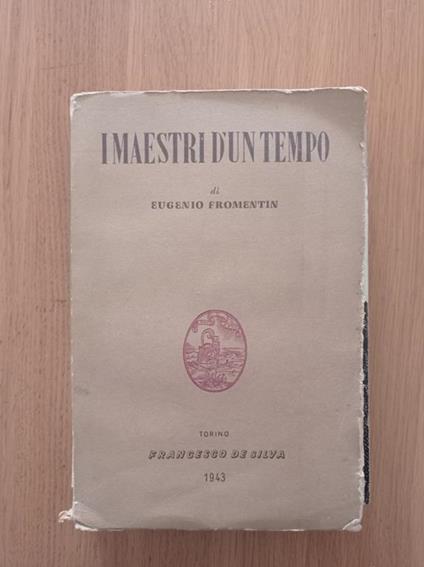 I MAESTRI D'UN TEMPO
di
EUGENIO FROMENTIN
TORINO
FRANCESCO DE SILVA
1943